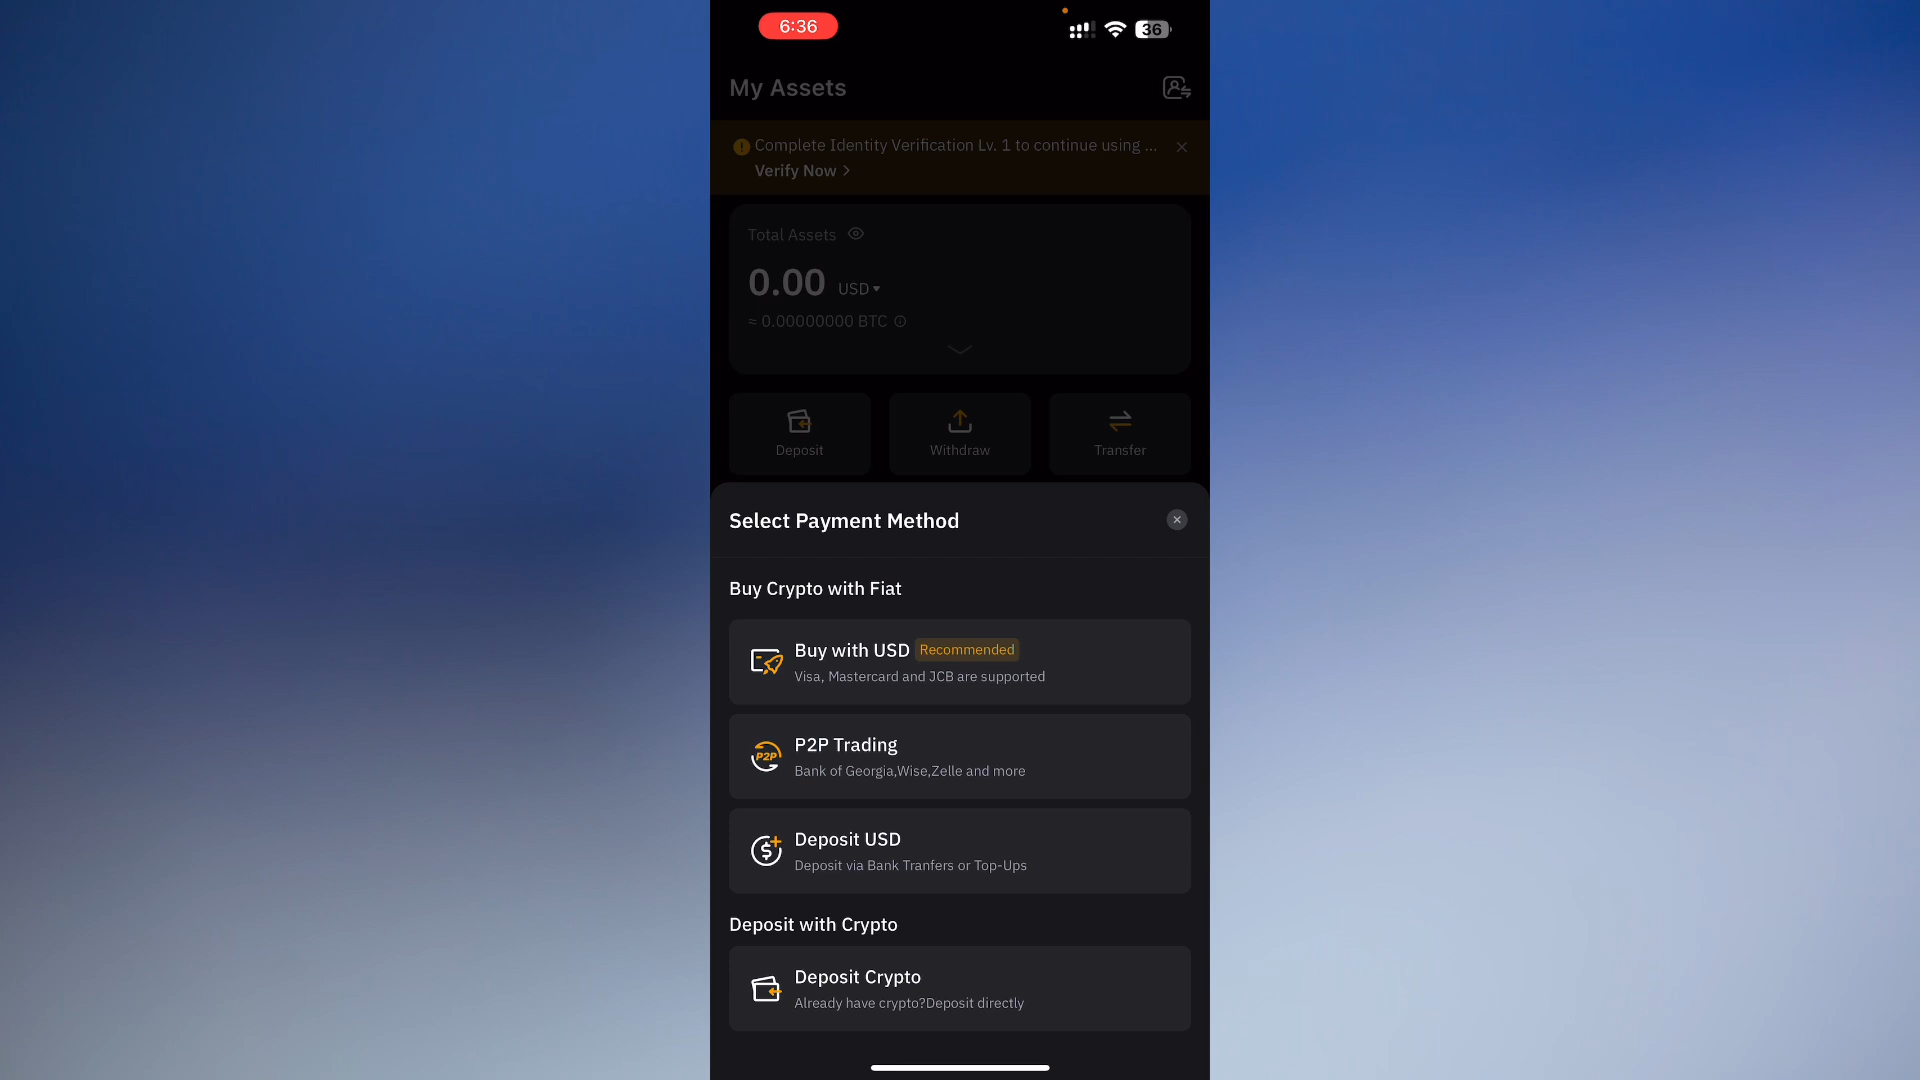 6:36
36
My Assets
Complete Identity Verification Lv. 1 to continue using ...
Verify Now >
Total Assets
0.00 USD
≈ 0.00000000 BTC
Deposit
Withdraw
Transfer
Select Payment Method
Buy Crypto with Fiat
Buy with USD Recommended
Visa, Mastercard and JCB are supported
P2P
P2P Trading
Bank of Georgia,Wise,Zelle and more
Deposit USD
Deposit via Bank Tranfers or Top-Ups
Deposit with Crypto
Deposit Crypto
Already have crypto?Deposit directly